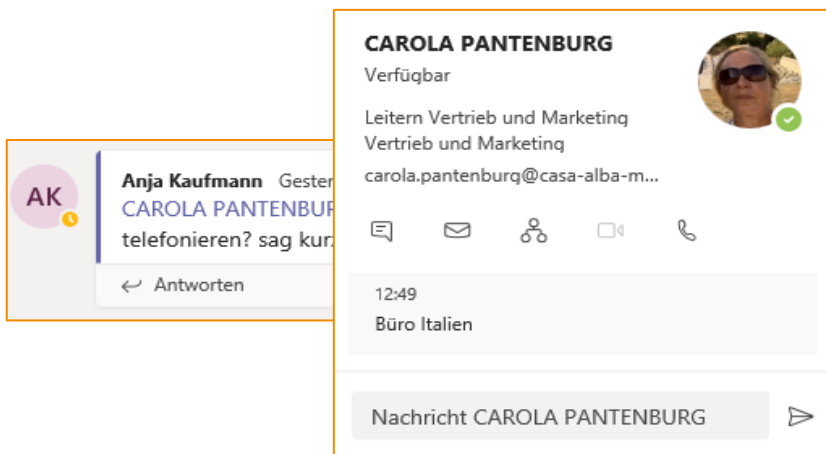 AK
Anja Kaufmann Gester
CAROLA PANTENBUR
telefonieren? sag kur
Antworten
CAROLA PANTENBURG
Verfügbar
Leitern Vertrieb und Marketing
Vertrieb und Marketing
carola.pantenburg@casa-alba-m...
12:49
Büro Italien
Nachricht CAROLA PANTENBURG